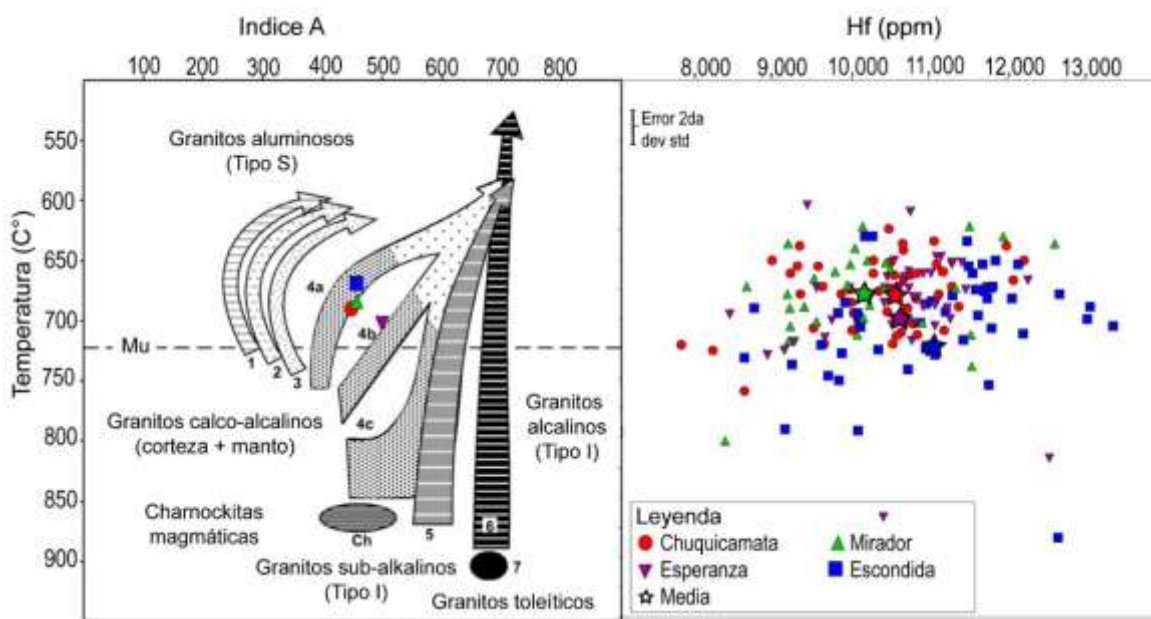 Indice A
100 200 300 400 500 600 700 800
Hf (ppm)
8,000 9,000 10,000 11,000 12,000 13,000
Temperatura (C°)
550
600
650
700
750
800
850
900
Granitos aluminosos
(Tipo S)
Mu
1
2
3
4a
4b
4c
Granitos calco-alcalinos
(corteza + manto)
Granitos
alcalinos
(Tipo I)
Charnockitas
magmáticas
Ch
5
6
7
Granitos sub-alkalinos
(Tipo I)
Granitos toleíticos
Error 2da
dev std
Leyenda
Chuquicamata
Mirador
Esperanza
Escondida
Media